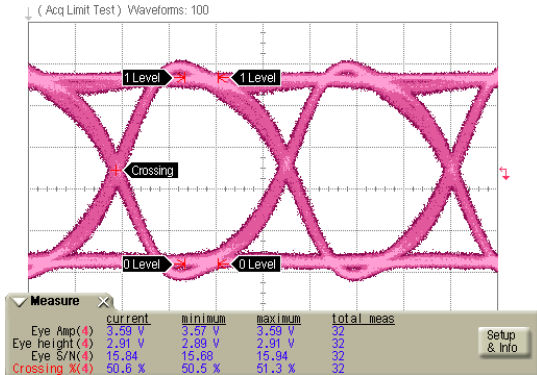 ( Acq Limit Test ) Waveforms: 100
1 Level 1 Level
Crossing
0 Level 0 Level
Measure
current minimum maximum total meas
Eye Amp(4) 3.59 V 3.57 V 3.59 V 32
Eye height(4) 2.91 V 2.89 V 2.91 V 32
Eye S/N(4) 15.84 15.68 15.94 32
Crossing %(4) 50.6 % 50.5 % 51.3 % 32
Setup
& Info